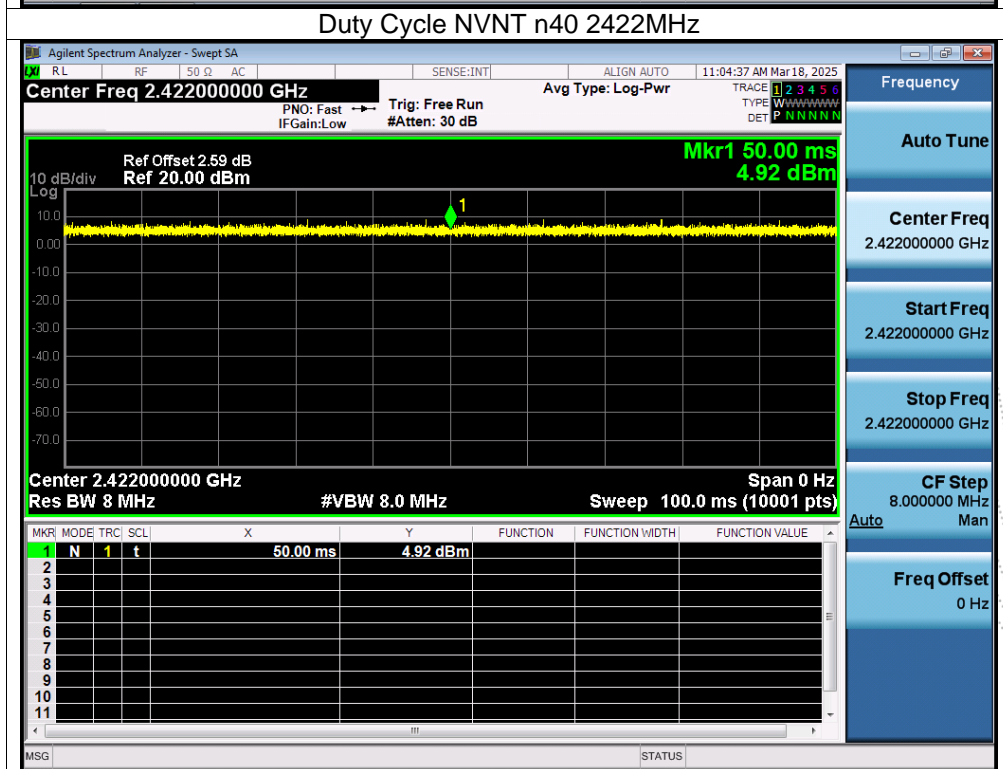 Duty Cycle NVNT n40 2422MHz
Agilent Spectrum Analyzer - Swept SA
LXI RL RF 50 Ω AC SENSE:INT ALIGN AUTO 11:04:37 AM Mar 18, 2025
Center Freq 2.422000000 GHz Avg Type: Log-Pwr TRACE 1 2 3 4 5 6
PNO: Fast Trig: Free Run TYPE WWWWWWW
IFGain:Low #Atten: 30 dB DET P N N N N N
Frequency
Auto Tune
Center Freq
2.422000000 GHz
Start Freq
2.422000000 GHz
Stop Freq
2.422000000 GHz
CF Step
8.000000 MHz
Auto Man
Freq Offset
0 Hz
Mkr1 50.00 ms
4.92 dBm
Ref Offset 2.59 dB
10 dB/div Ref 20.00 dBm
Log
1
10.0
0.00
-10.0
-20.0
-30.0
-40.0
-50.0
-60.0
-70.0
Center 2.422000000 GHz Span 0 Hz
Res BW 8 MHz #VBW 8.0 MHz Sweep 100.0 ms (10001 pts)
MKR MODE TRC SCL X Y FUNCTION FUNCTION WIDTH FUNCTION VALUE
1 N 1 t 50.00 ms 4.92 dBm
2
3
4
5
6
7
8
9
10
11
MSG STATUS